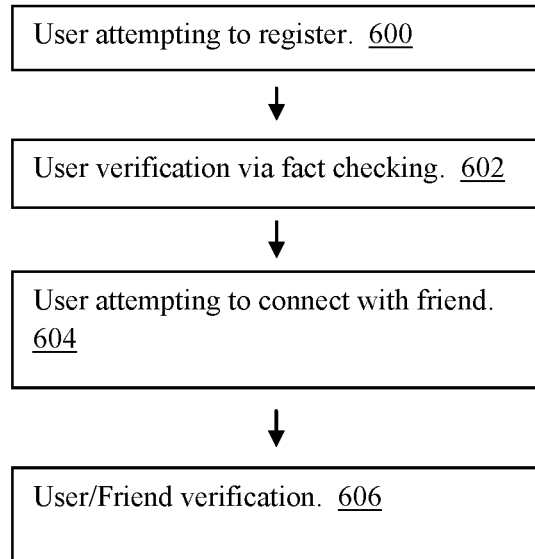 User attempting to register. 600
User verification via fact checking. 602
User attempting to connect with friend.
604
User/Friend verification. 606